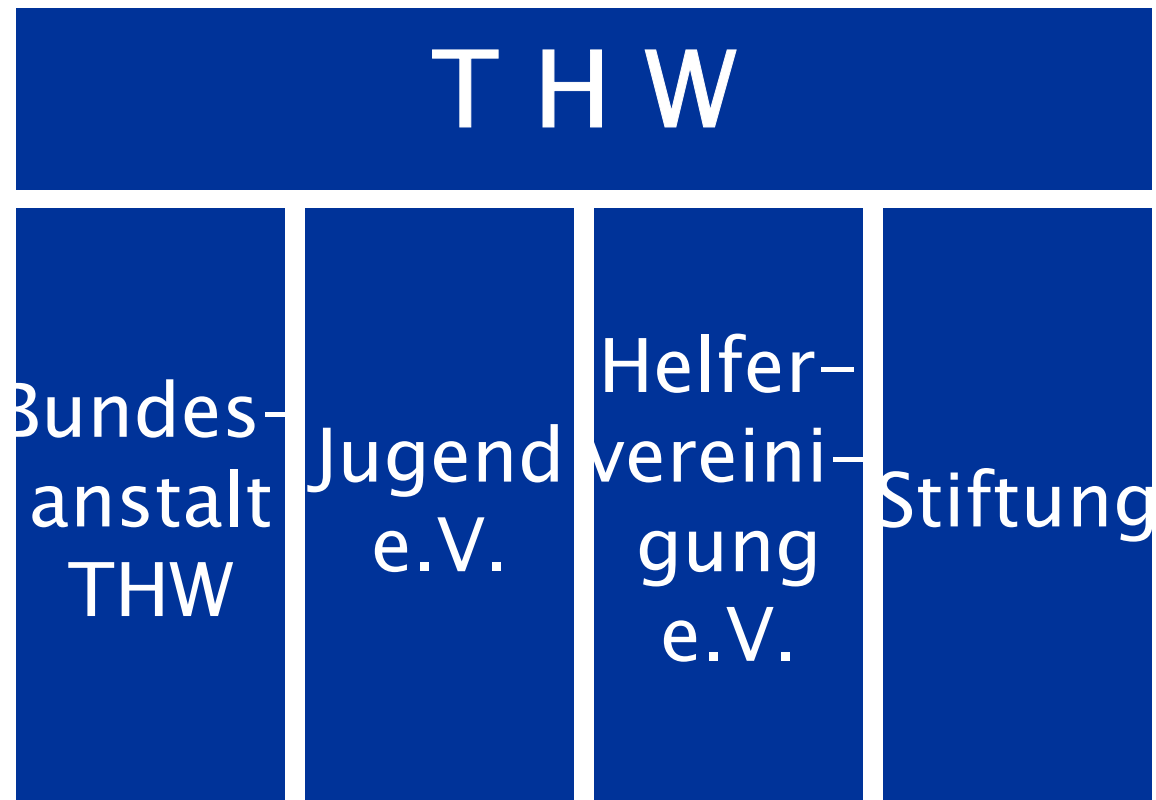 T H W
Bundes-
anstalt
THW
Jugend
e.V.
Helfer-
vereini-
gung
e.V.
Stiftung